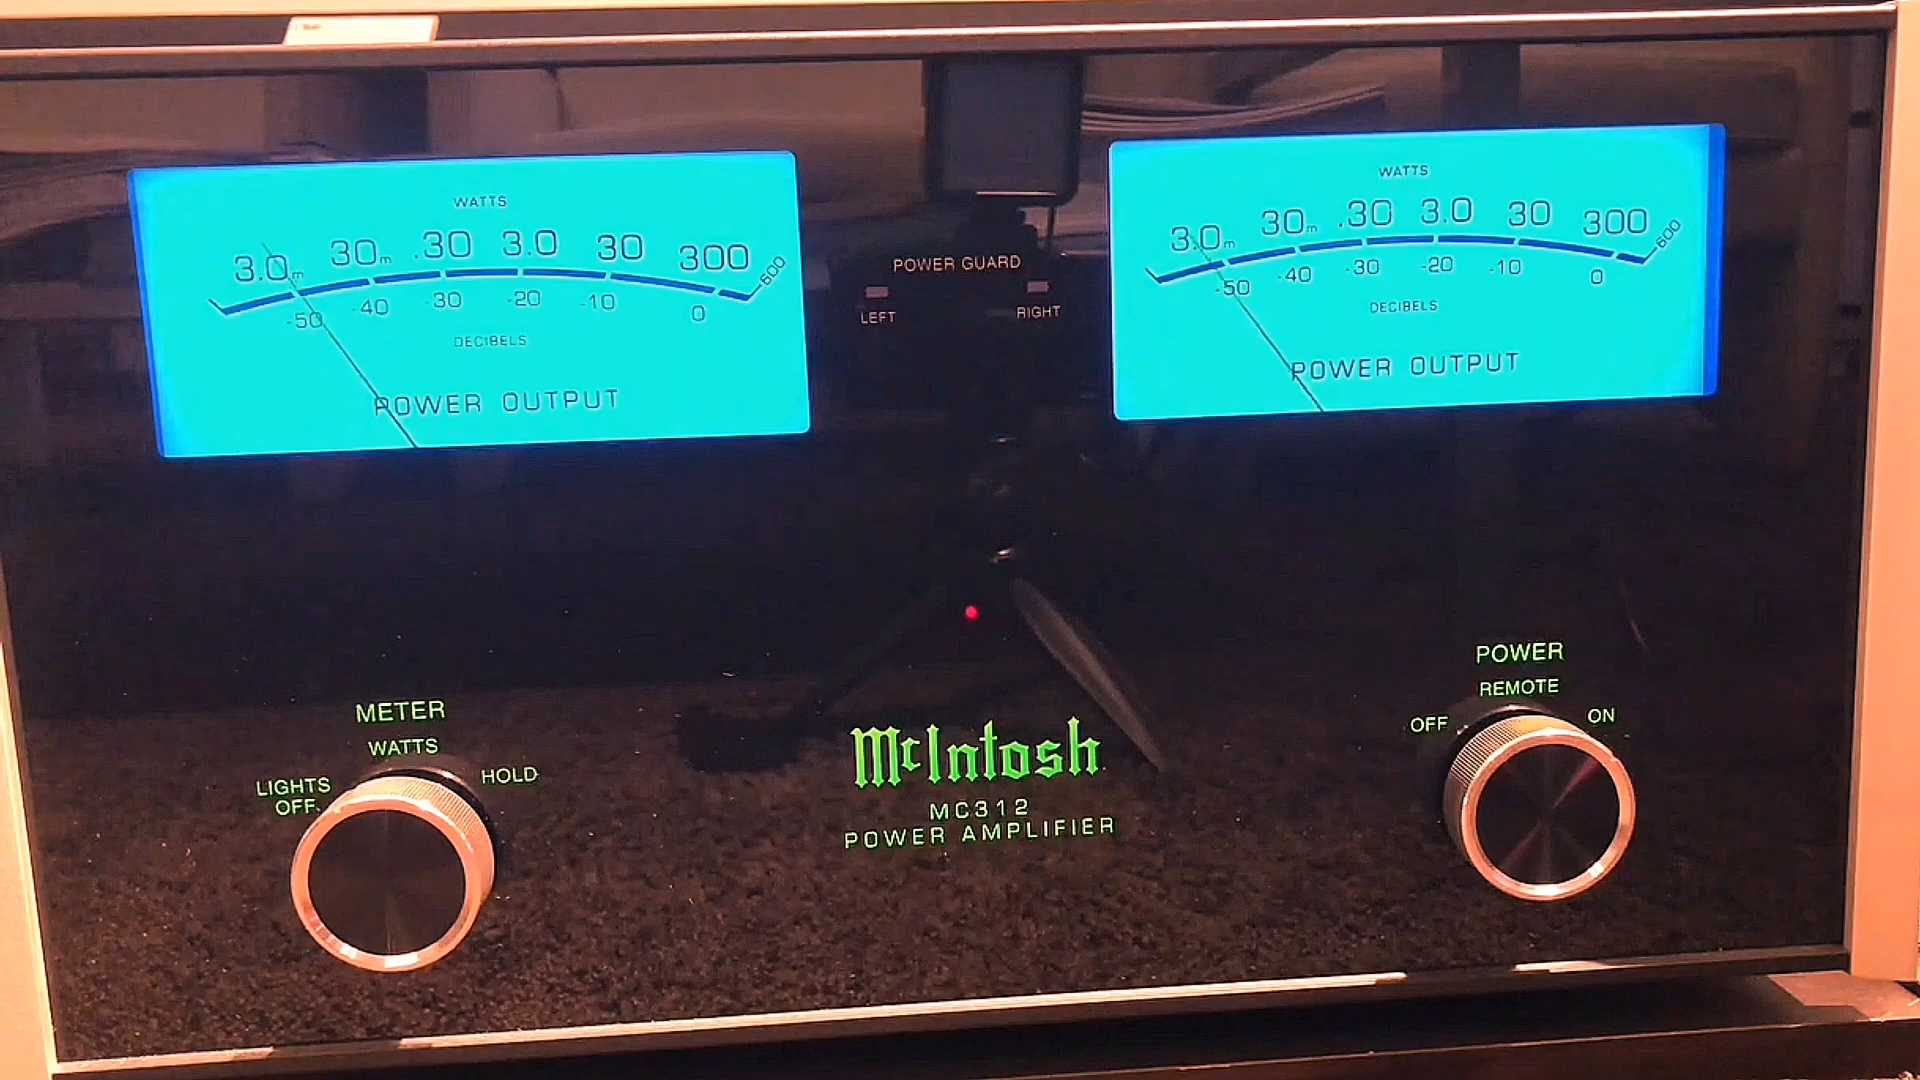 WATTS
3.0m 30m .30 3.0 30 300 600
-50 -40 -30 -20 -10 0
DECIBELS
POWER OUTPUT
POWER GUARD
LEFT RIGHT
WATTS
3.0m 30m .30 3.0 30 300 600
-50 -40 -30 -20 -10 0
DECIBELS
POWER OUTPUT
METER
WATTS
LIGHTS OFF
HOLD
McIntosh
MC312
POWER AMPLIFIER
POWER
REMOTE
OFF ON